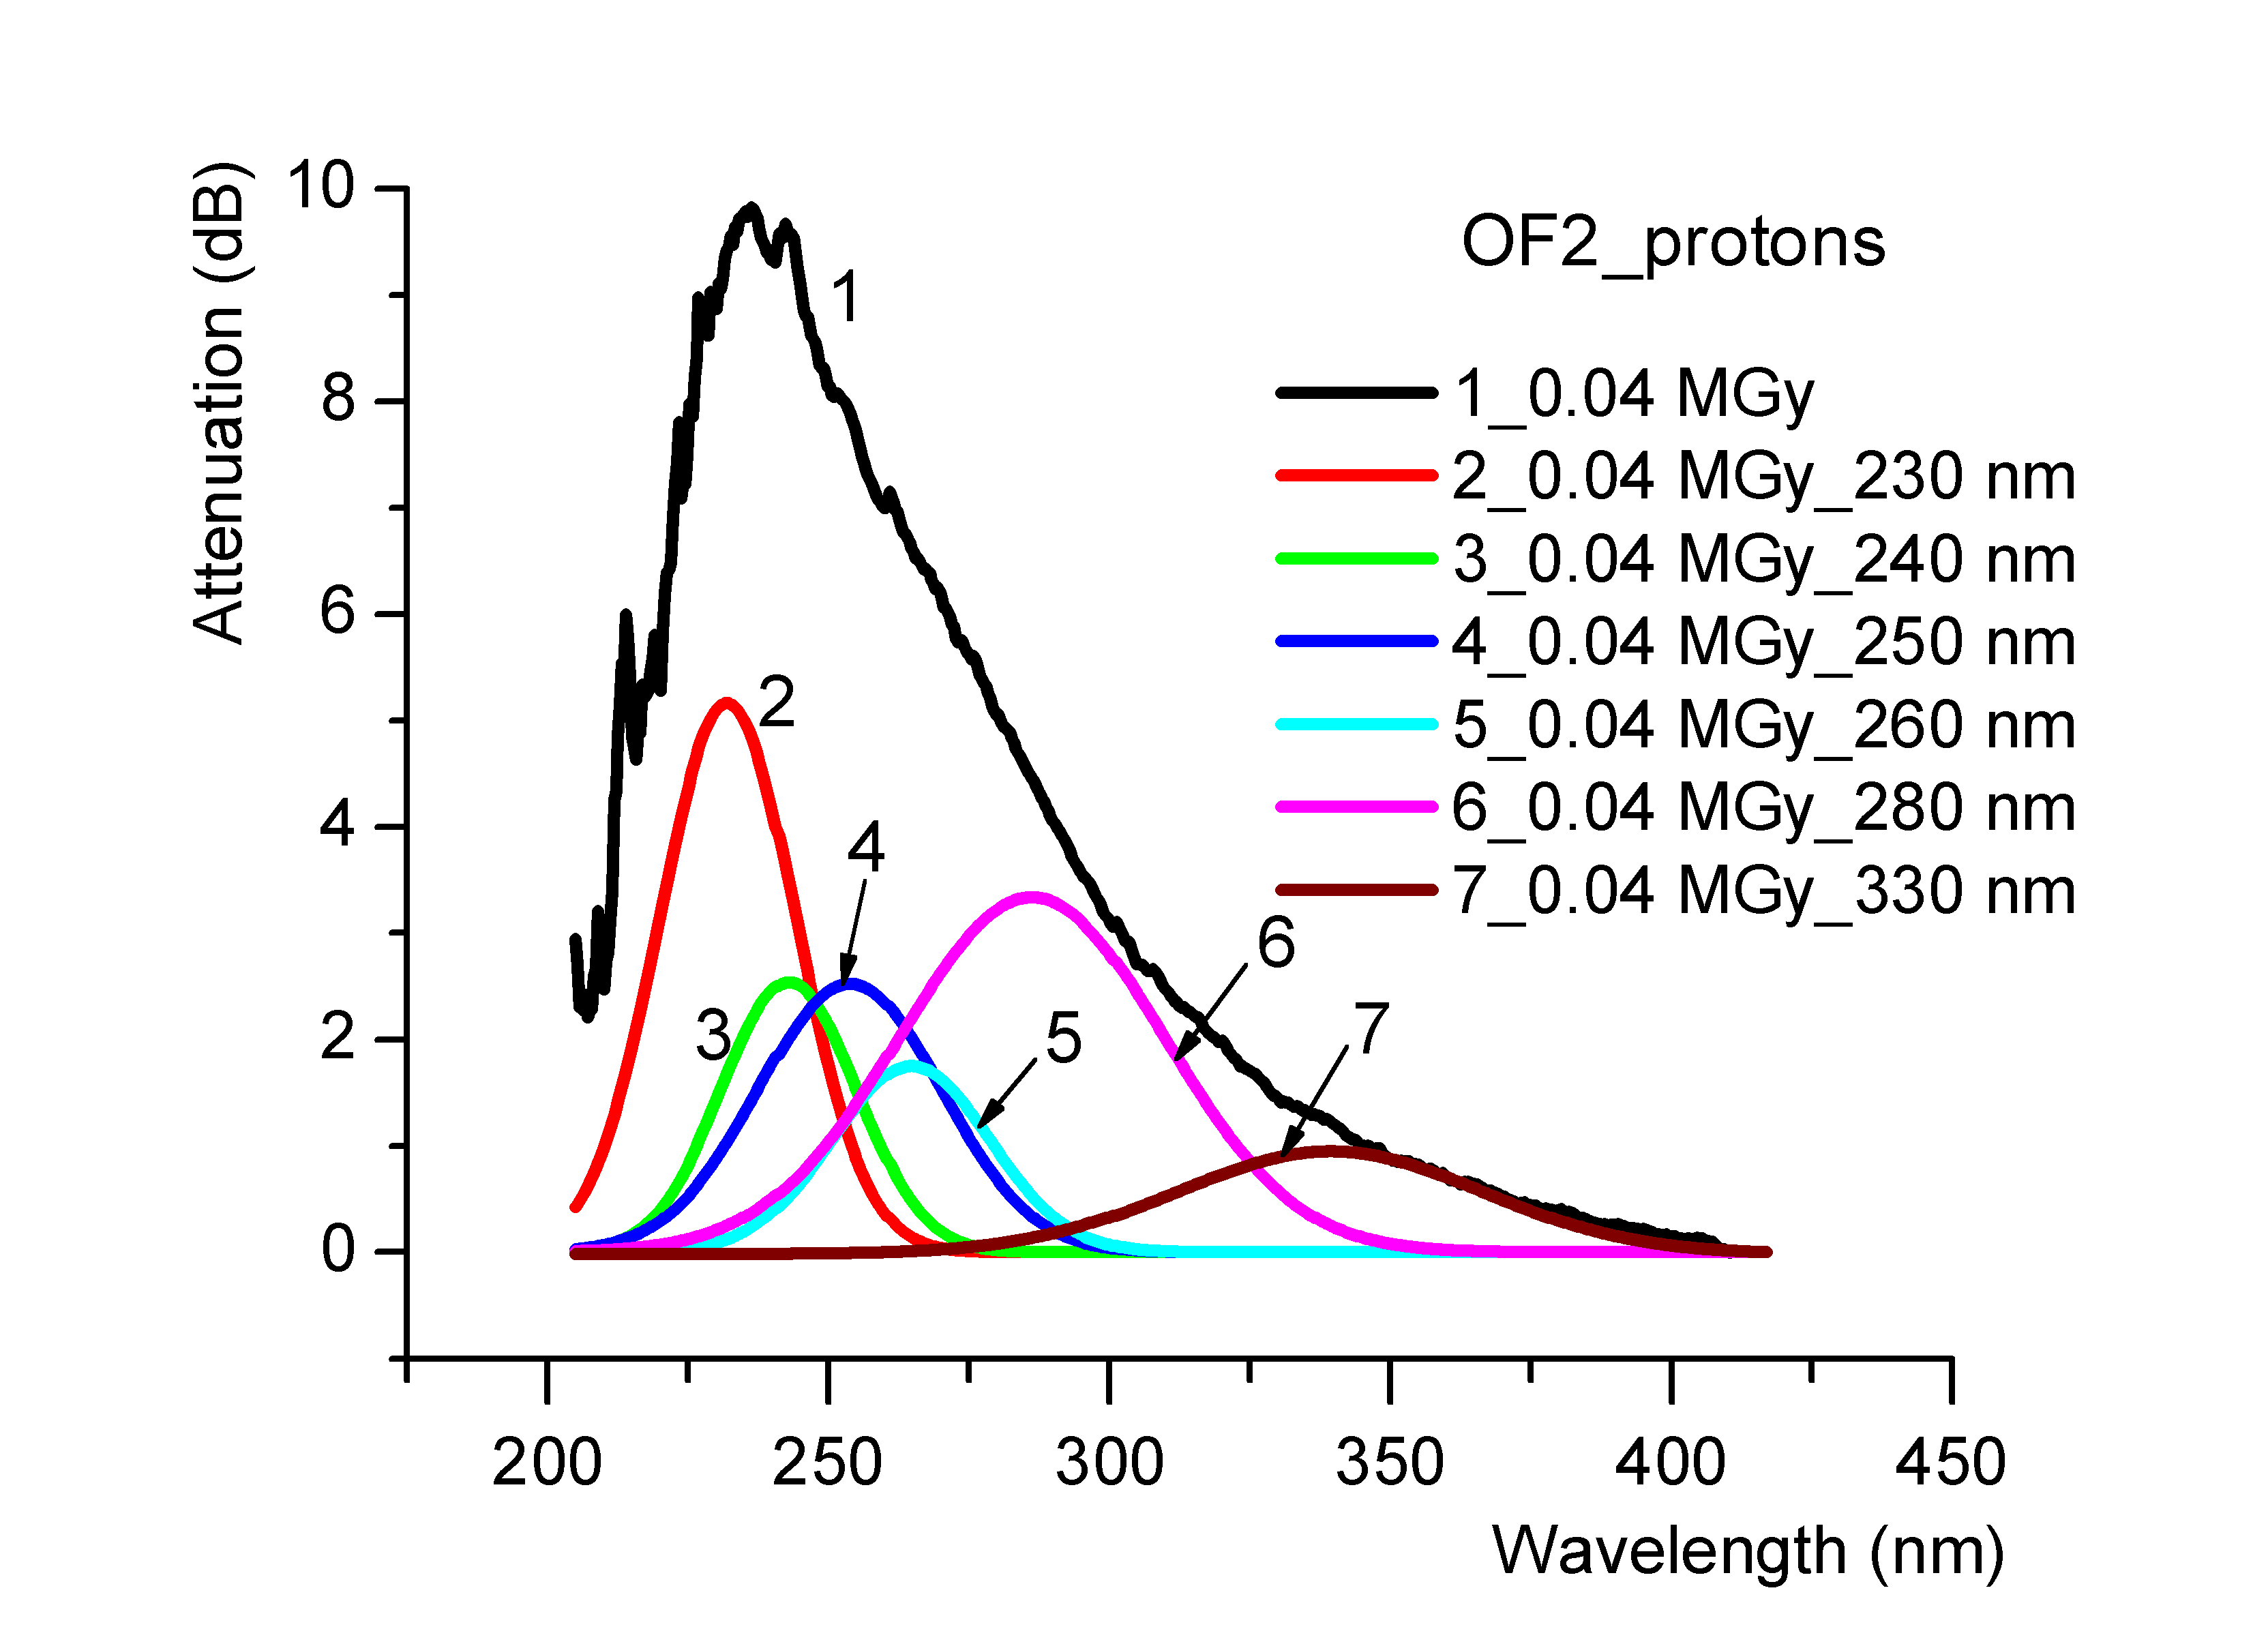 OF2_protons
1_0.04 MGy
2_0.04 MGy_230 nm
3_0.04 MGy_240 nm
4_0.04 MGy_250 nm
5_0.04 MGy_260 nm
6_0.04 MGy_280 nm
7_0.04 MGy_330 nm
Attenuation (dB)
10
8
6
4
2
0
1
2
3
4
5
6
7
200 250 300 350 400 450
Wavelength (nm)